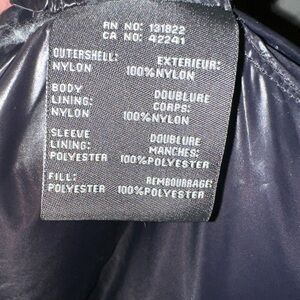 RN NO: 131822
CA NO: 42241
OUTERSHELL: EXTERIEUR:
NYLON 100%NYLON
BODY DOUBLURE
LINING: CORPS:
NYLON 100%NYLON
SLEEVE DOUBLURE
LINING: MANCHES:
POLYESTER 100%POLYESTER
FILL: REMBOURRAGE:
POLYESTER 100%POLYESTER